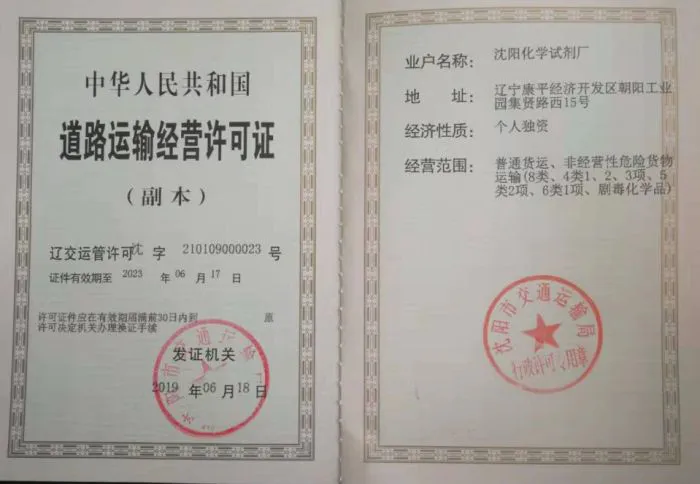 中华人民共和国
道路运输经营许可证
(副本)
辽交运管许可沈 字 210109000023 号
证件有效期至 2023 年 06 月 17 日
许可证件应在有效期届满前30日内到 原
许可决定机关办理换证手续
发证机关
2019 年 06 月 18 日
沈阳市交通运输局
业户名称: 沈阳化学试剂厂
地 址: 辽宁康平经济开发区朝阳工业
园集贤路西15号
经济性质: 个人独资
经营范围: 普通货运、非经营性危险货物
运输(8类、4类1、2、3项、5
类2项、6类1项、剧毒化学品)
沈阳市交通运输局
行政许可专用章